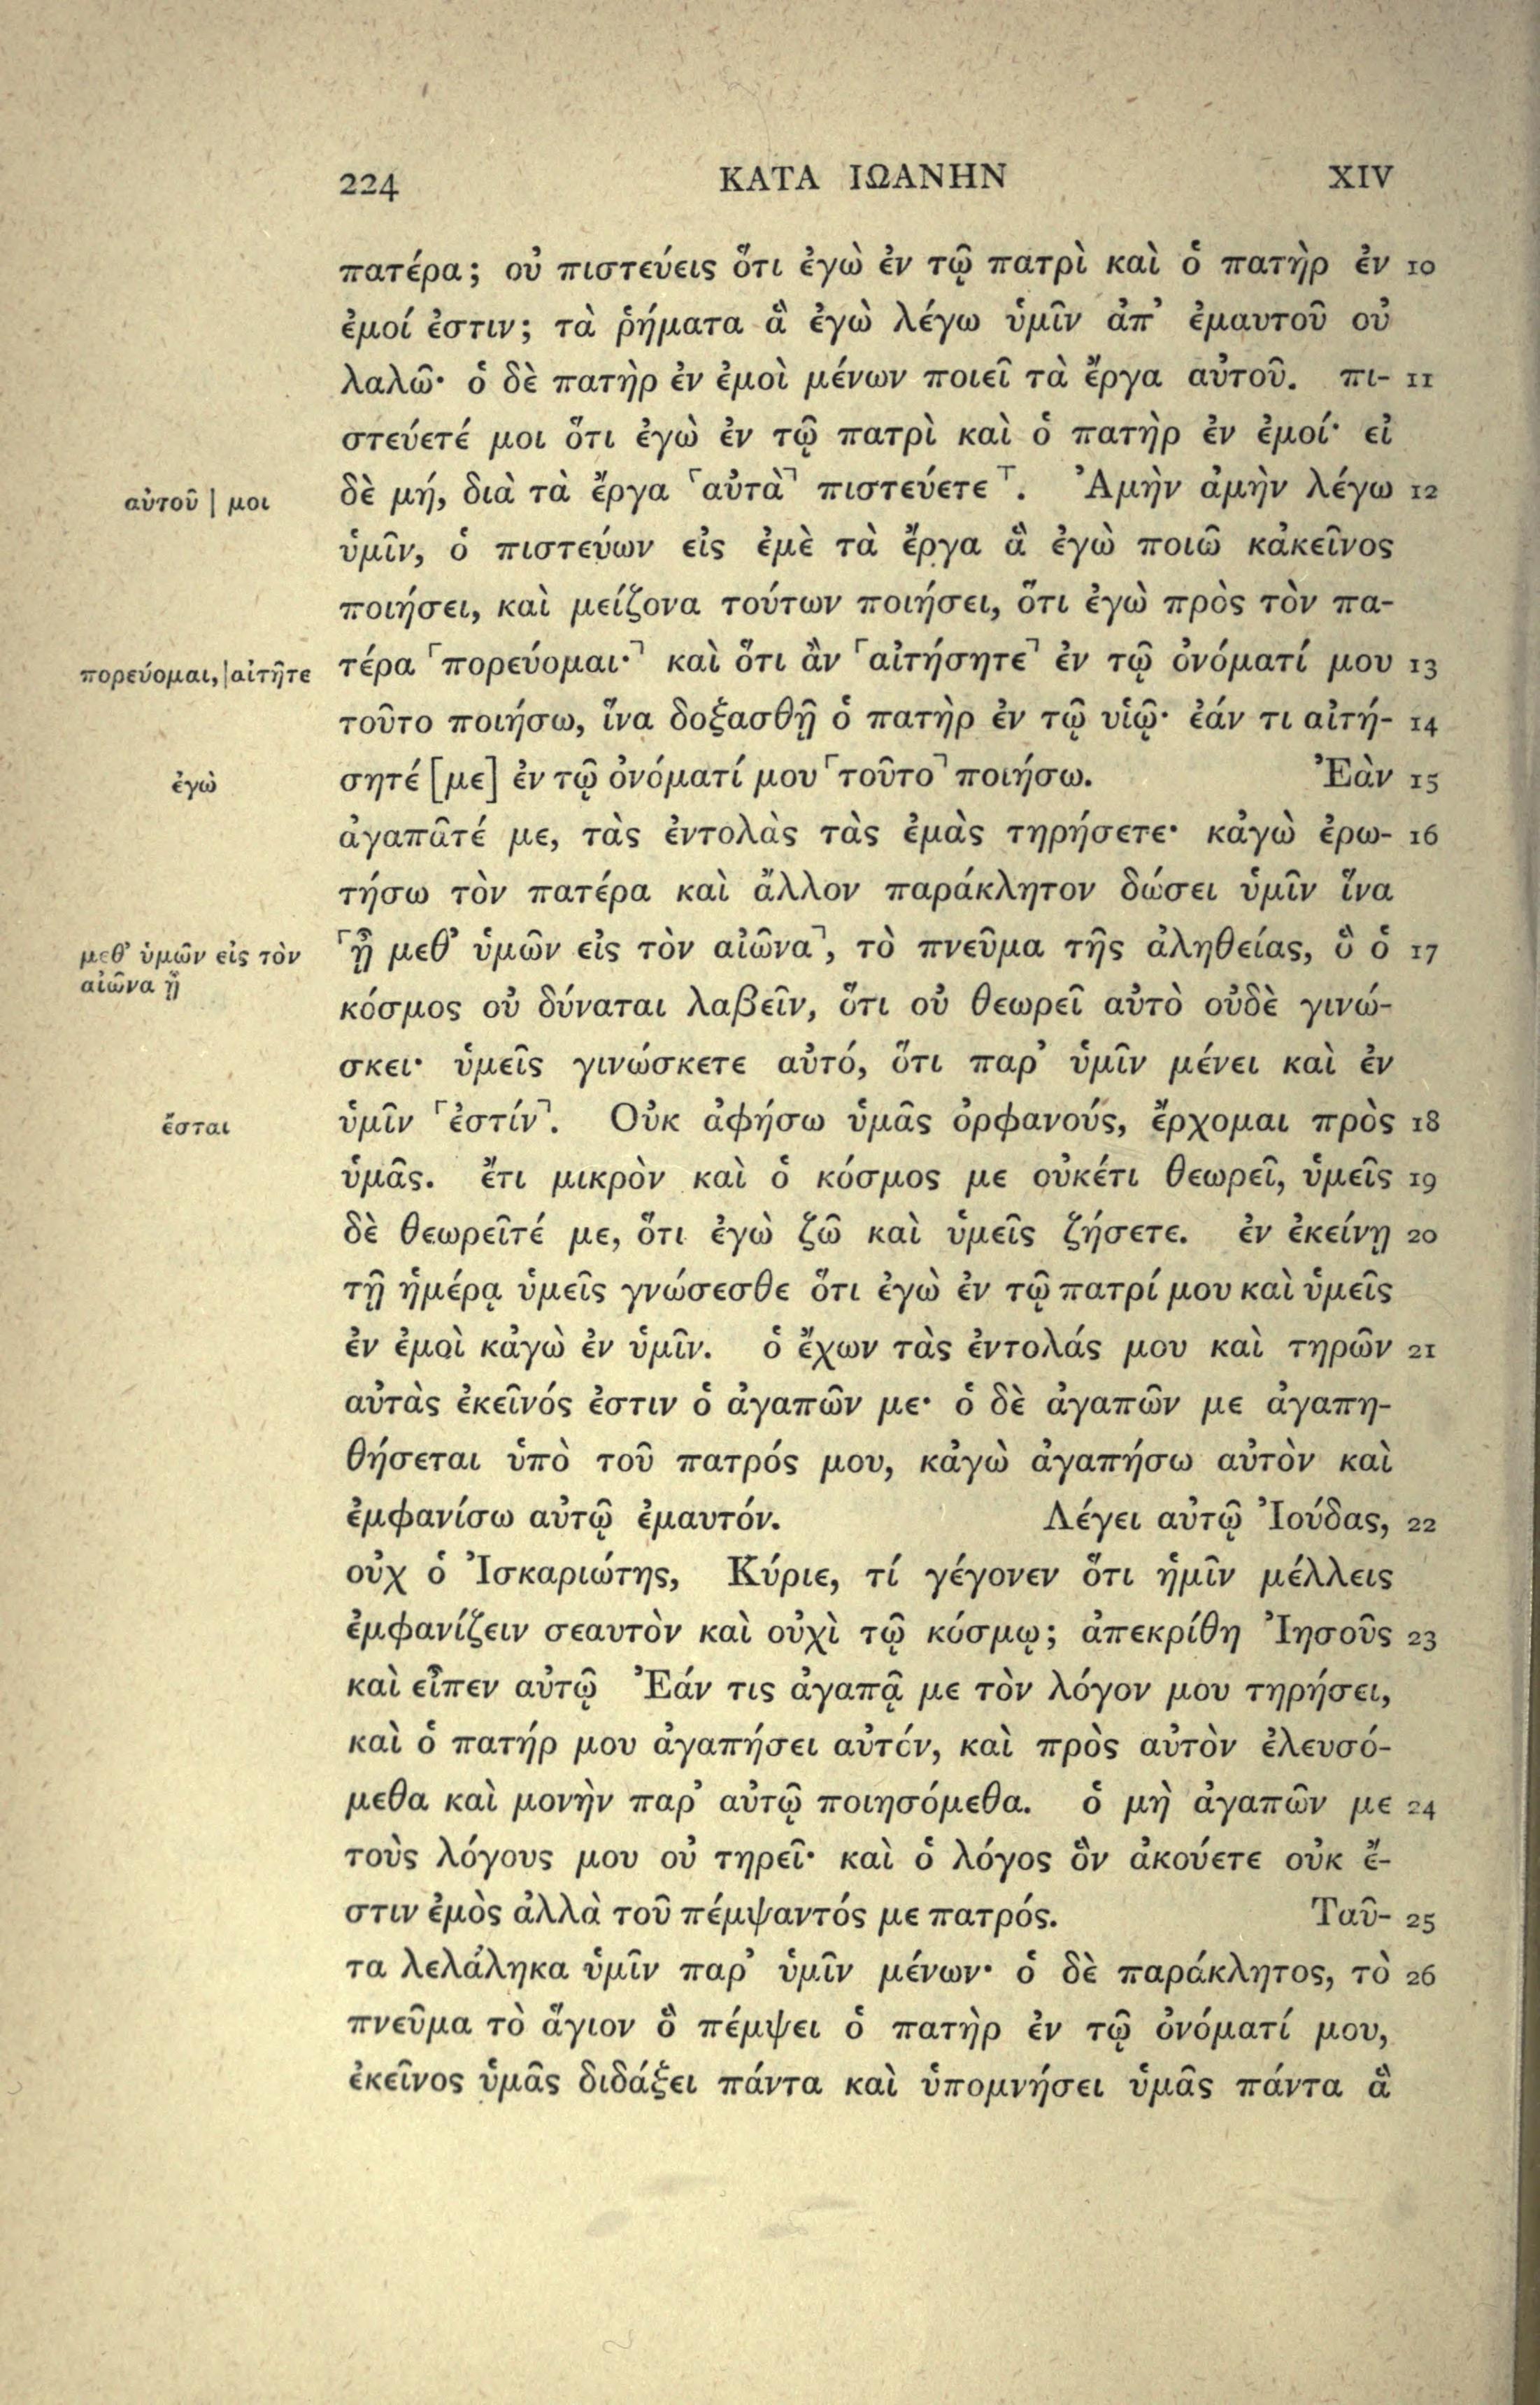 224 ΚΑΤΑ ΙΩΑΝΗΝ XIV
πατέρα; οὐ πιστεύεις ὅτι ἐγὼ ἐν τῷ πατρὶ καὶ ὁ πατὴρ ἐν 10
ἐμοί ἐστιν; τὰ ῥήματα ἃ ἐγὼ λέγω ὑμῖν ἀπ᾽ ἐμαυτοῦ οὐ
λαλῶ· ὁ δὲ πατὴρ ἐν ἐμοὶ μένων ποιεῖ τὰ ἔργα αὐτοῦ. πι- 11
στεύετέ μοι ὅτι ἐγὼ ἐν τῷ πατρὶ καὶ ὁ πατὴρ ἐν ἐμοί· εἰ
αὐτοῦ | μοι δὲ μή, διὰ τὰ ἔργα ⸀αὐτὰ⸣ πιστεύετε⸆. Ἀμὴν ἀμὴν λέγω 12
ὑμῖν, ὁ πιστεύων εἰς ἐμὲ τὰ ἔργα ἃ ἐγὼ ποιῶ κἀκεῖνος
ποιήσει, καὶ μείζονα τούτων ποιήσει, ὅτι ἐγὼ πρὸς τὸν πα-
πορεύομαι, | αἰτῆτε τέρα ⸀πορεύομαι·⸣ καὶ ὅτι ἂν ⸀αἰτήσητε⸣ ἐν τῷ ὀνόματί μου 13
τοῦτο ποιήσω, ἵνα δοξασθῇ ὁ πατὴρ ἐν τῷ υἱῷ· ἐάν τι αἰτή- 14
ἐγὼ σητέ [με] ἐν τῷ ὀνόματί μου ⸀τοῦτο⸣ ποιήσω. Ἐὰν 15
ἀγαπᾶτέ με, τὰς ἐντολὰς τὰς ἐμὰς τηρήσετε· κἀγὼ ἐρω- 16
τήσω τὸν πατέρα καὶ ἄλλον παράκλητον δώσει ὑμῖν ἵνα
μεθ᾽ ὑμῶν εἰς τὸν ⸀ᾖ μεθ᾽ ὑμῶν εἰς τὸν αἰῶνα⸣, τὸ πνεῦμα τῆς ἀληθείας, ὃ ὁ 17
αἰῶνα ᾖ
κόσμος οὐ δύναται λαβεῖν, ὅτι οὐ θεωρεῖ αὐτὸ οὐδὲ γινώ-
σκει· ὑμεῖς γινώσκετε αὐτό, ὅτι παρ᾽ ὑμῖν μένει καὶ ἐν
ἔσται ὑμῖν ⸀ἐστίν⸣. Οὐκ ἀφήσω ὑμᾶς ὀρφανούς, ἔρχομαι πρὸς 18
ὑμᾶς. ἔτι μικρὸν καὶ ὁ κόσμος με οὐκέτι θεωρεῖ, ὑμεῖς 19
δὲ θεωρεῖτέ με, ὅτι ἐγὼ ζῶ καὶ ὑμεῖς ζήσετε. ἐν ἐκείνῃ 20
τῇ ἡμέρᾳ ὑμεῖς γνώσεσθε ὅτι ἐγὼ ἐν τῷ πατρί μου καὶ ὑμεῖς
ἐν ἐμοὶ κἀγὼ ἐν ὑμῖν. ὁ ἔχων τὰς ἐντολάς μου καὶ τηρῶν 21
αὐτὰς ἐκεῖνός ἐστιν ὁ ἀγαπῶν με· ὁ δὲ ἀγαπῶν με ἀγαπη-
θήσεται ὑπὸ τοῦ πατρός μου, κἀγὼ ἀγαπήσω αὐτὸν καὶ
ἐμφανίσω αὐτῷ ἐμαυτόν. Λέγει αὐτῷ Ἰούδας, 22
οὐχ ὁ Ἰσκαριώτης, Κύριε, τί γέγονεν ὅτι ἡμῖν μέλλεις
ἐμφανίζειν σεαυτὸν καὶ οὐχὶ τῷ κόσμῳ; ἀπεκρίθη Ἰησοῦς 23
καὶ εἶπεν αὐτῷ Ἐάν τις ἀγαπᾷ με τὸν λόγον μου τηρήσει,
καὶ ὁ πατήρ μου ἀγαπήσει αὐτόν, καὶ πρὸς αὐτὸν ἐλευσό-
μεθα καὶ μονὴν παρ᾽ αὐτῷ ποιησόμεθα. ὁ μὴ ἀγαπῶν με 24
τοὺς λόγους μου οὐ τηρεῖ· καὶ ὁ λόγος ὃν ἀκούετε οὐκ ἔ-
στιν ἐμὸς ἀλλὰ τοῦ πέμψαντός με πατρός. Ταῦ- 25
τα λελάληκα ὑμῖν παρ᾽ ὑμῖν μένων· ὁ δὲ παράκλητος, τὸ 26
πνεῦμα τὸ ἅγιον ὃ πέμψει ὁ πατὴρ ἐν τῷ ὀνόματί μου,
ἐκεῖνος ὑμᾶς διδάξει πάντα καὶ ὑπομνήσει ὑμᾶς πάντα ἃ